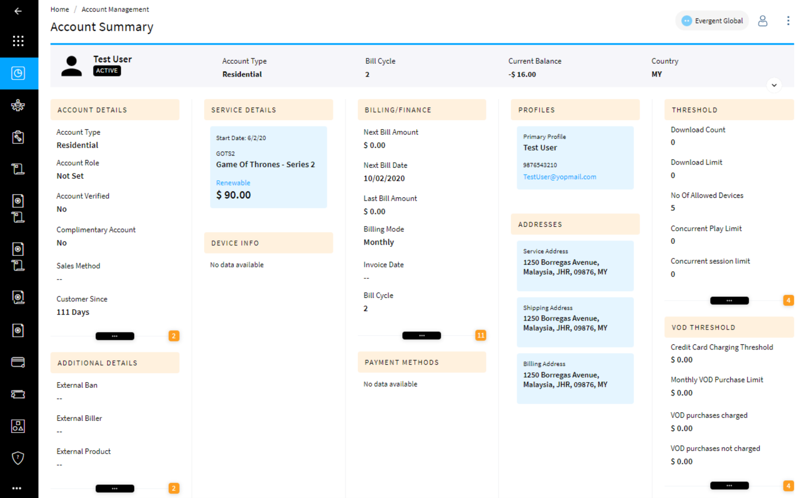 Home / Account Management
Account Summary
Evergent Global
Test User
ACTIVE
Account Type
Residential
Bill Cycle
2
Current Balance
-$ 16.00
Country
MY
ACCOUNT DETAILS
Account Type
Residential
Account Role
Not Set
Account Verified
No
Complimentary Account
No
Sales Method
--
Customer Since
111 Days
2
ADDITIONAL DETAILS
External Ban
--
External Biller
--
External Product
--
2
SERVICE DETAILS
Start Date: 6/2/20
GOTS2
Game Of Thrones - Series 2
Renewable
$ 90.00
DEVICE INFO
No data available
BILLING/FINANCE
Next Bill Amount
$ 0.00
Next Bill Date
10/02/2020
Last Bill Amount
$ 0.00
Billing Mode
Monthly
Invoice Date
--
Bill Cycle
2
11
PAYMENT METHODS
No data available
PROFILES
Primary Profile
Test User
9876543210
TestUser@yopmail.com
ADDRESSES
Service Address
1250 Borregas Avenue,
Malaysia, JHR, 09876, MY
Shipping Address
1250 Borregas Avenue,
Malaysia, JHR, 09876, MY
Billing Address
1250 Borregas Avenue,
Malaysia, JHR, 09876, MY
THRESHOLD
Download Count
0
Download Limit
0
No Of Allowed Devices
5
Concurrent Play Limit
0
Concurrent session limit
0
4
VOD THRESHOLD
Credit Card Charging Threshold
$ 0.00
Monthly VOD Purchase Limit
$ 0.00
VOD purchases charged
$ 0.00
VOD purchases not charged
$ 0.00
4